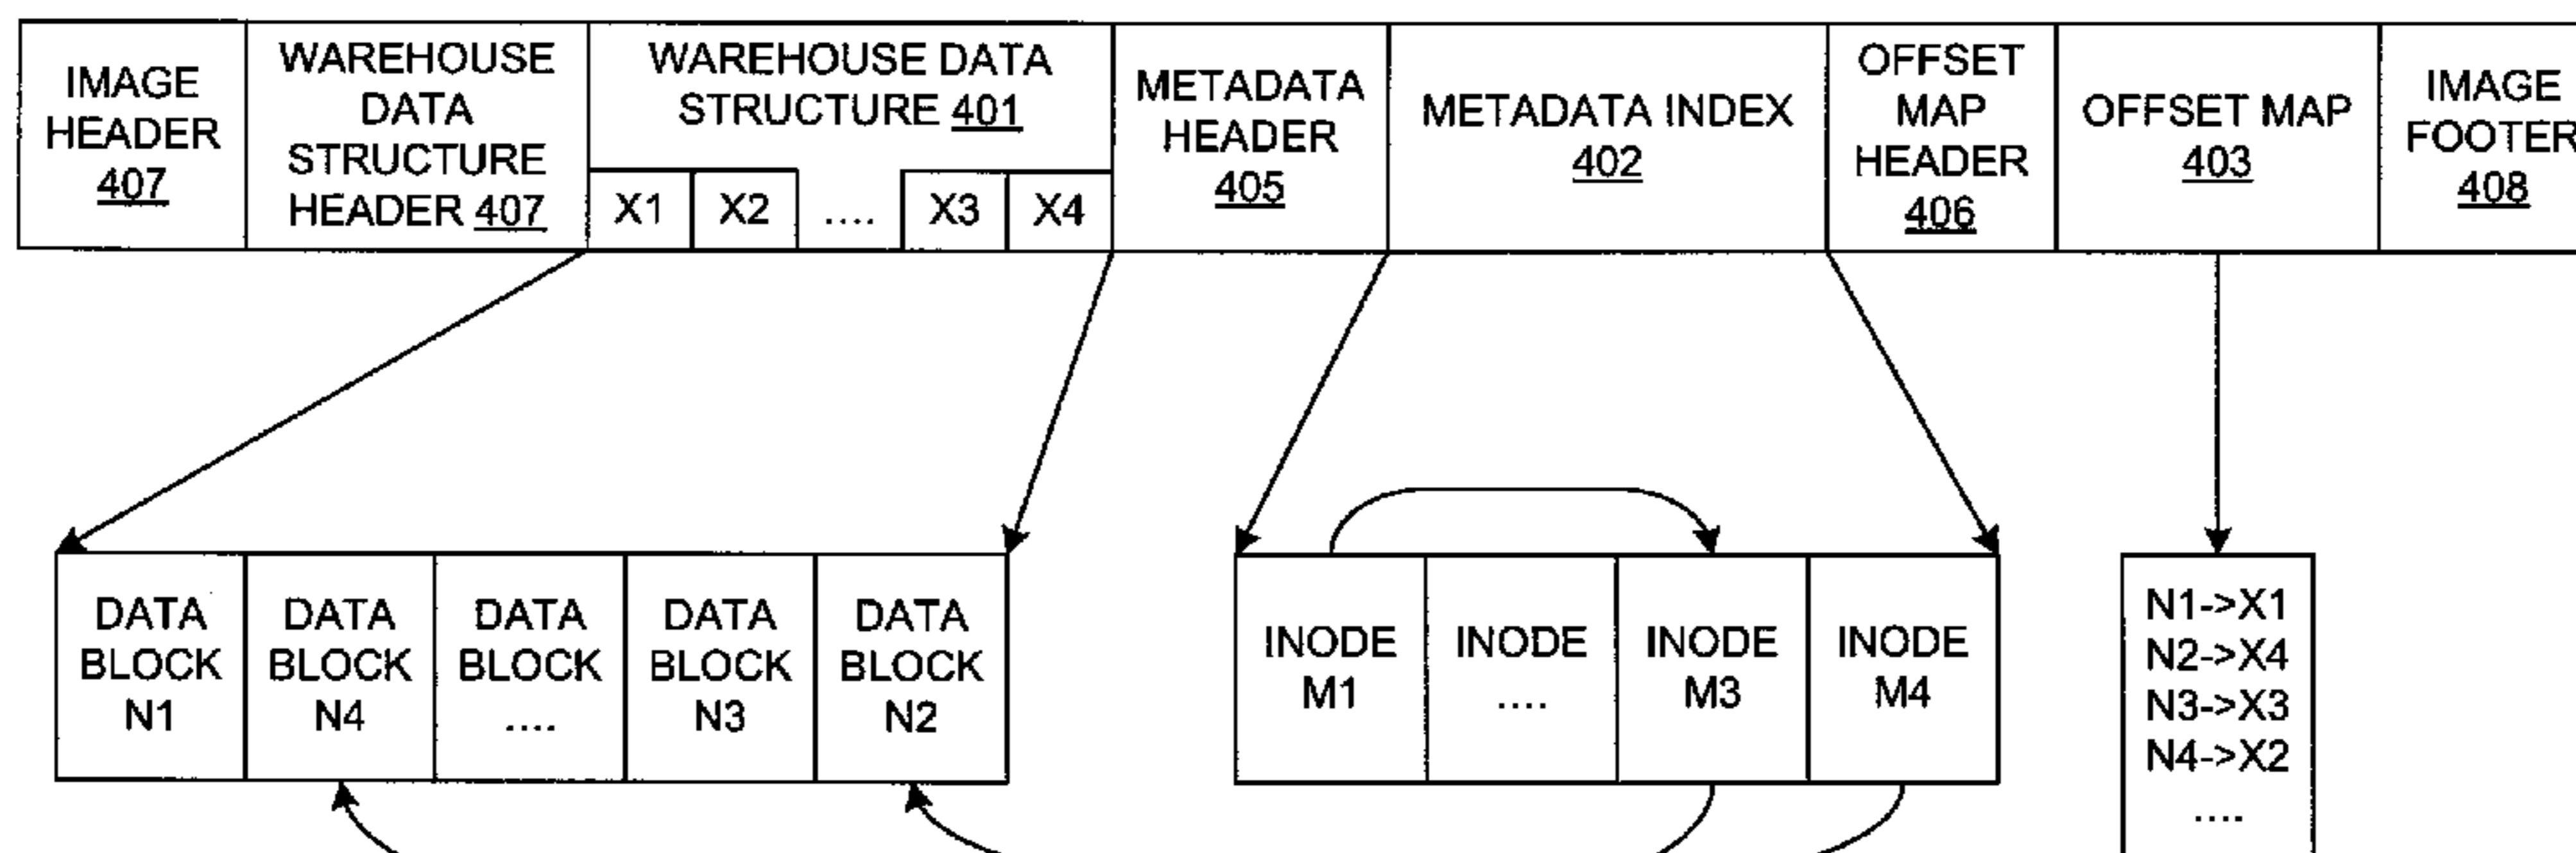 IMAGE
HEADER
407
WAREHOUSE
DATA
STRUCTURE
HEADER 407
WAREHOUSE DATA
STRUCTURE 401
X1
X2
....
X3
X4
METADATA
HEADER
405
METADATA INDEX
402
OFFSET
MAP
HEADER
406
OFFSET MAP
403
IMAGE
FOOTER
408
DATA
BLOCK
N1
DATA
BLOCK
N4
DATA
BLOCK
....
DATA
BLOCK
N3
DATA
BLOCK
N2
INODE
M1
INODE
....
INODE
M3
INODE
M4
N1->X1
N2->X4
N3->X3
N4->X2
....